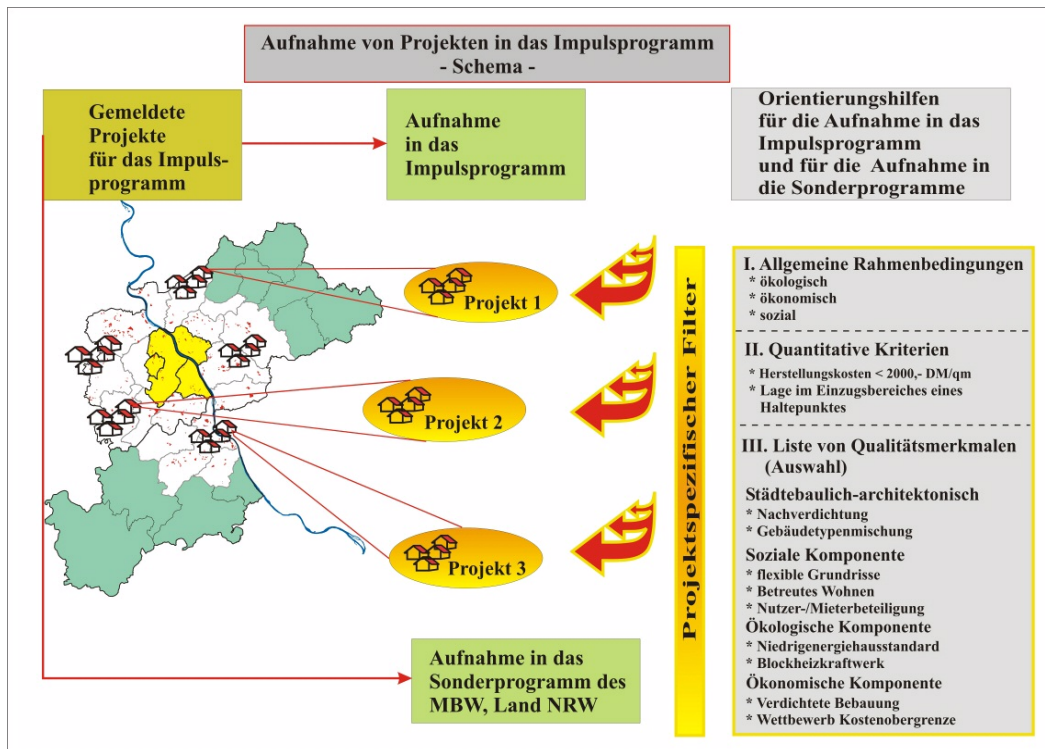 Aufnahme von Projekten in das Impulsprogramm
- Schema -
Gemeldete
Projekte
für das Impuls-
programm
Aufnahme
in das
Impulsprogramm
Orientierungshilfen
für die Aufnahme in das
Impulsprogramm
und für die Aufnahme in
die Sonderprogramme
Projekt 1
Projekt 2
Projekt 3
Aufnahme in das
Sonderprogramm des
MBW, Land NRW
Projektspezifischer Filter
I. Allgemeine Rahmenbedingungen
* ökologisch
* ökonomisch
* sozial
II. Quantitative Kriterien
* Herstellungskosten < 2000,- DM/qm
* Lage im Einzugsbereiches eines
Haltepunktes
III. Liste von Qualitätsmerkmalen
(Auswahl)
Städtebaulich-architektonisch
* Nachverdichtung
* Gebäudetypenmischung
Soziale Komponente
* flexible Grundrisse
* Betreutes Wohnen
* Nutzer-/Mieterbeteiligung
Ökologische Komponente
* Niedrigenergiehausstandard
* Blockheizkraftwerk
Ökonomische Komponente
* Verdichtete Bebauung
* Wettbewerb Kostenobergrenze